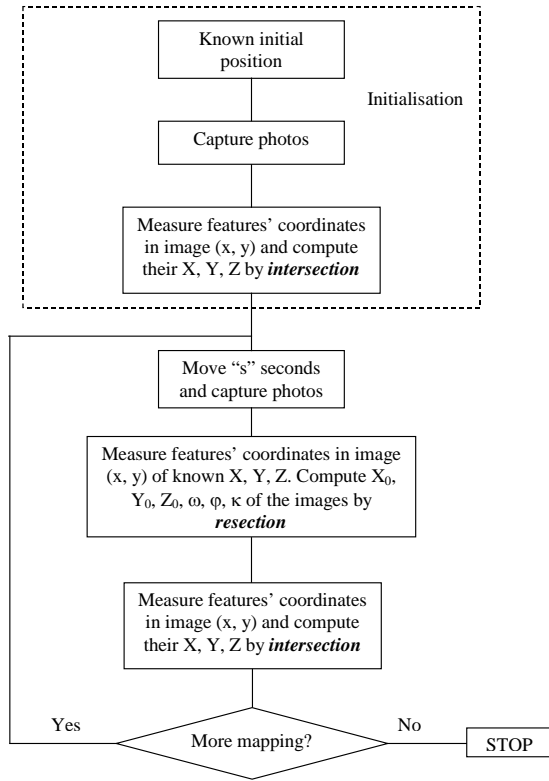 Known initial
position
Initialisation
Capture photos
Measure features’ coordinates
in image (x, y) and compute
their X, Y, Z by intersection
Move “s” seconds
and capture photos
Measure features’ coordinates in image
(x, y) of known X, Y, Z. Compute X₀,
Y₀, Z₀, ω, φ, κ of the images by
resection
Measure features’ coordinates
in image (x, y) and compute
their X, Y, Z by intersection
Yes
No
More mapping?
STOP